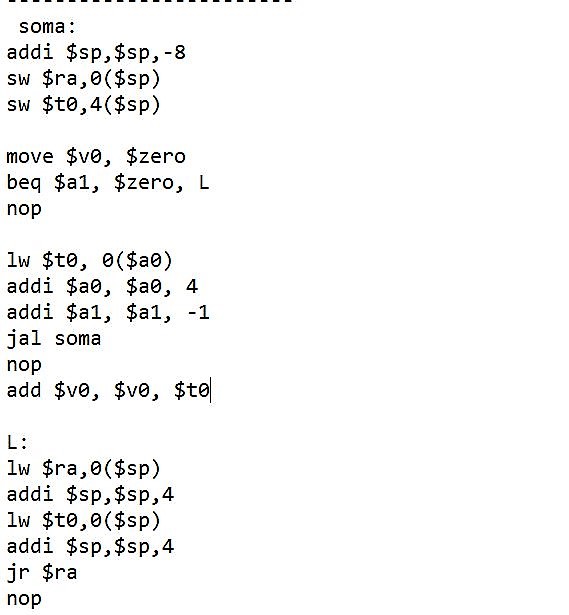 ------------------------
soma:
addi $sp,$sp,-8
sw $ra,0($sp)
sw $t0,4($sp)
move $v0, $zero
beq $a1, $zero, L
nop
lw $t0, 0($a0)
addi $a0, $a0, 4
addi $a1, $a1, -1
jal soma
nop
add $v0, $v0, $t0
L:
lw $ra,0($sp)
addi $sp,$sp,4
lw $t0,0($sp)
addi $sp,$sp,4
jr $ra
nop